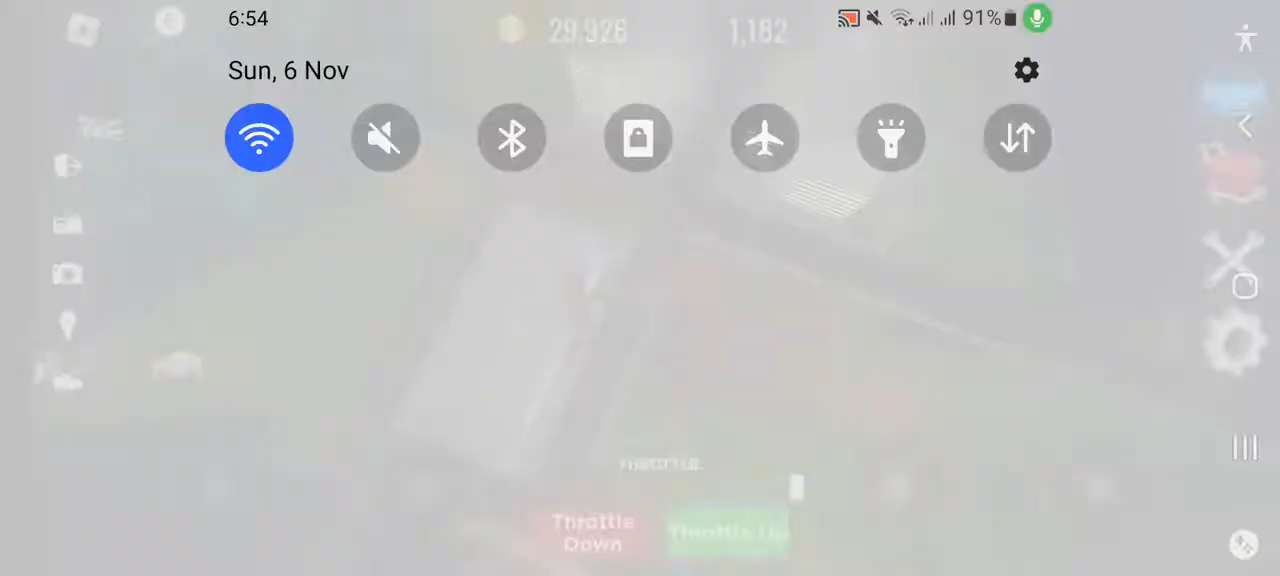 6:54
91%
Sun, 6 Nov
29,926
1,182
THROTTLE
Throttle
Down
Throttle Up